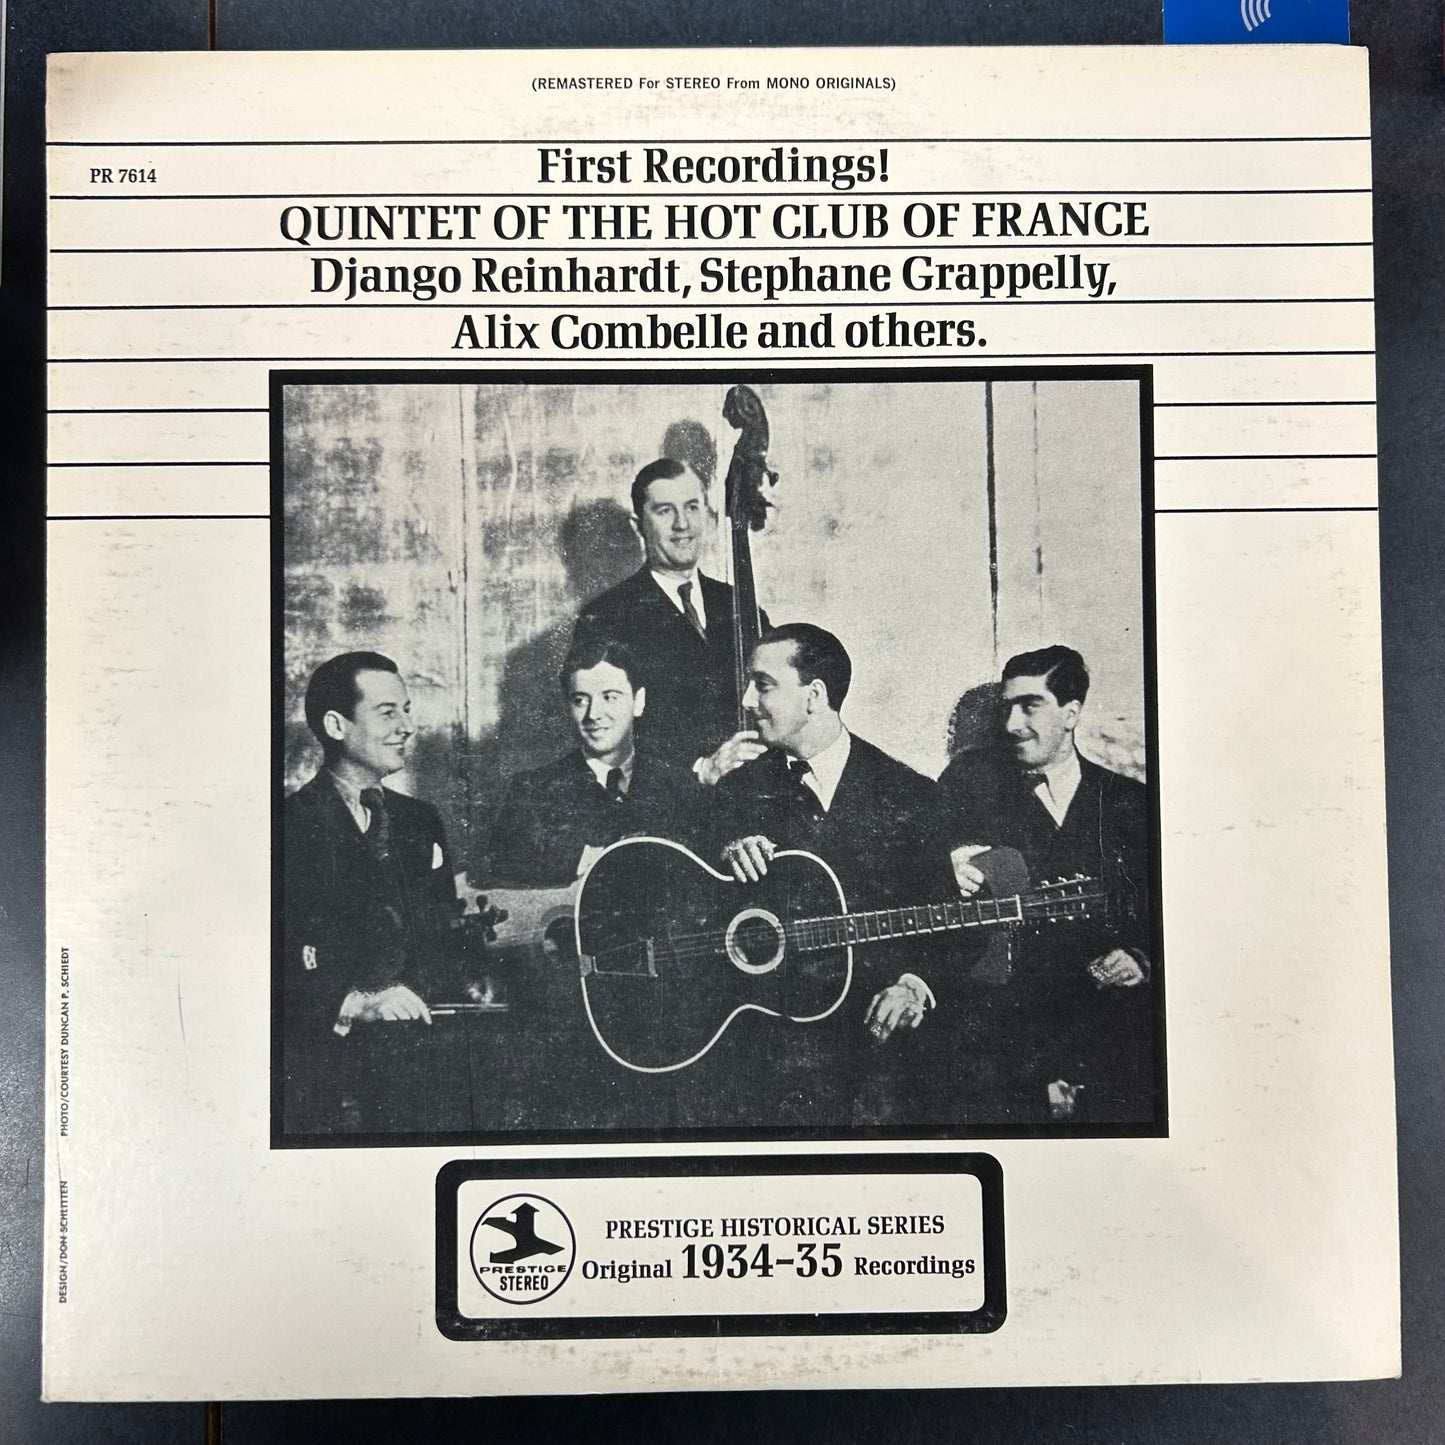 (REMASTERED For STEREO From MONO ORIGINALS)
PR 7614
First Recordings!
QUINTET OF THE HOT CLUB OF FRANCE
Django Reinhardt, Stephane Grappelly,
Alix Combelle and others.
PHOTO/COURTESY DUNCAN P. SCHIEDT
DESIGN/DON SCHLITTEN
PRESTIGE
STEREO
PRESTIGE HISTORICAL SERIES
Original 1934-35 Recordings